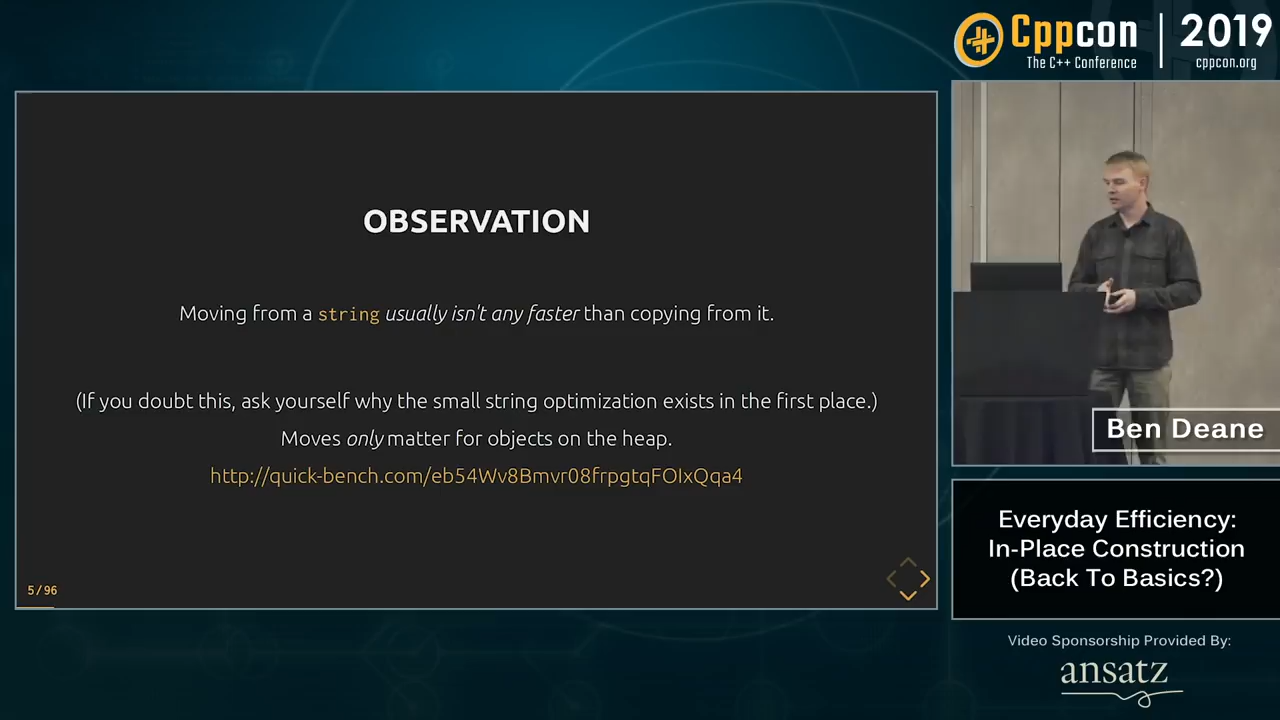 Cppcon | 2019
The C++ Conference
cppcon.org
OBSERVATION
Moving from a string usually isn't any faster than copying from it.
(If you doubt this, ask yourself why the small string optimization exists in the first place.)
Moves only matter for objects on the heap.
http://quick-bench.com/eb54Wv8Bmvr08frpgtqFOIxQqa4
5/96
Ben Deane
Everyday Efficiency:
In-Place Construction
(Back To Basics?)
Video Sponsorship Provided By:
ansatz